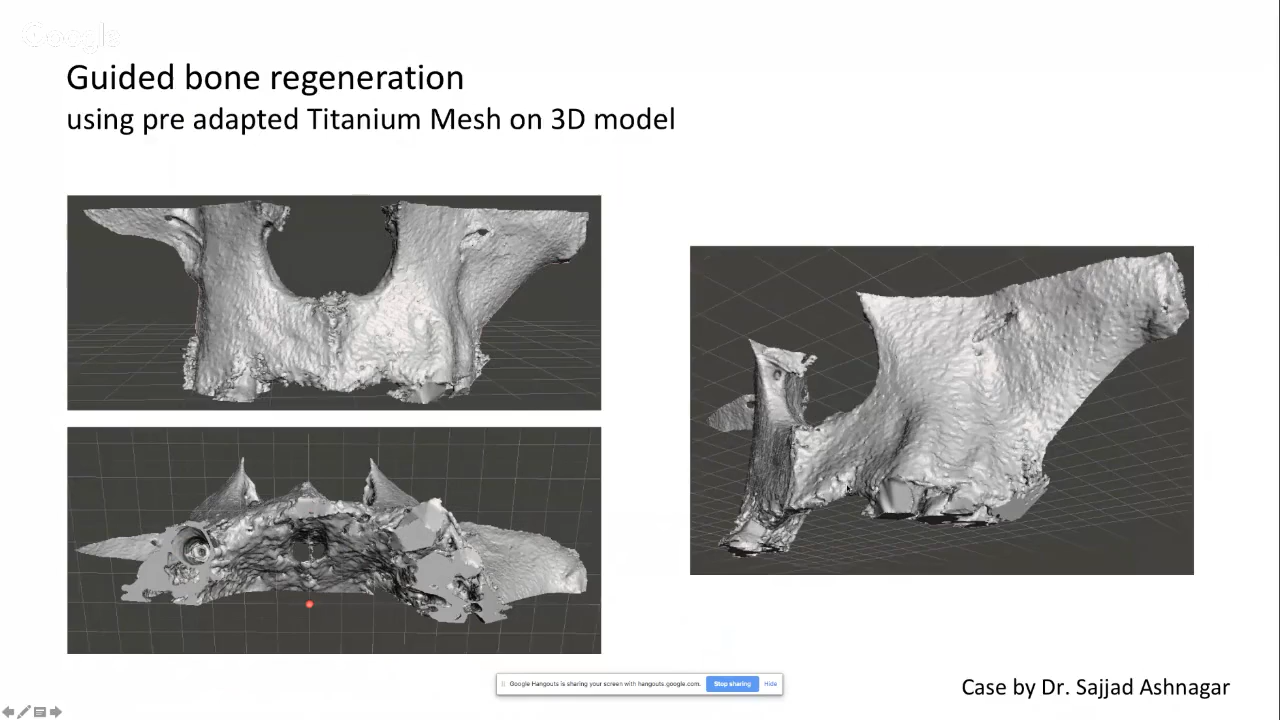 Google
Guided bone regeneration
using pre adapted Titanium Mesh on 3D model
Google Hangouts is sharing your screen with hangouts.google.com.
Stop sharing
Hide
Case by Dr. Sajjad Ashnagar